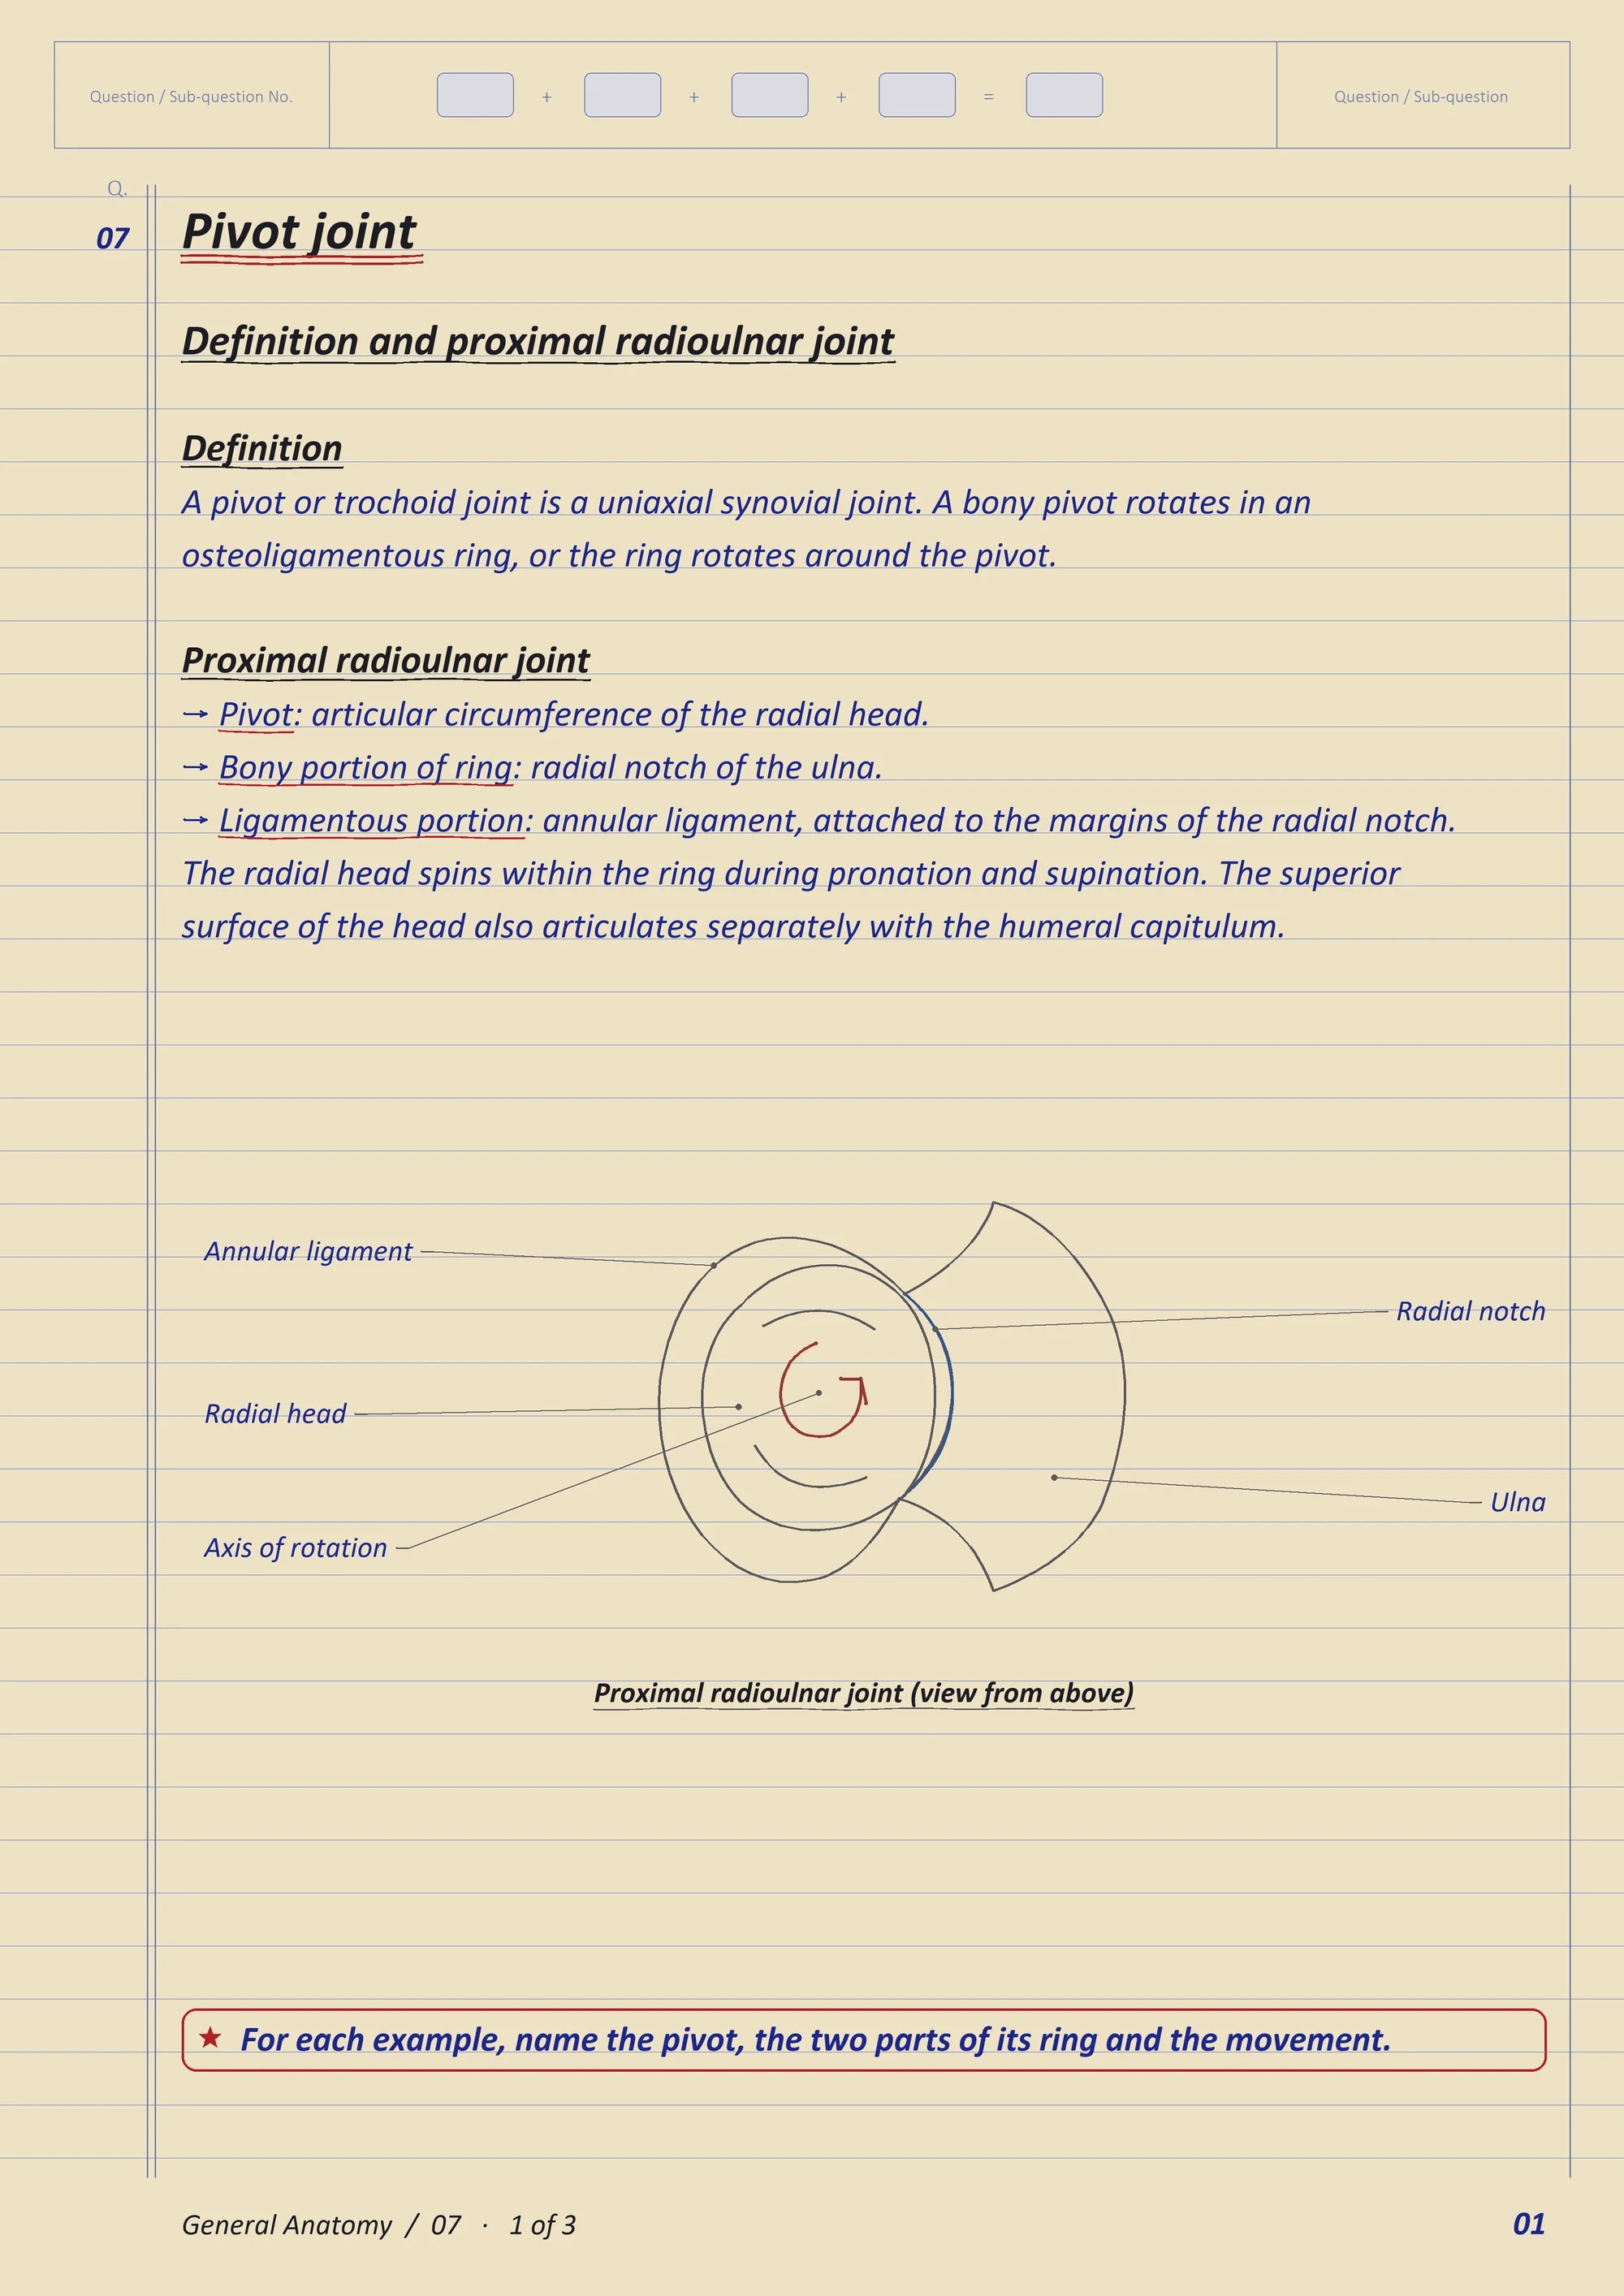 Question / Sub-question No.
+ + + =
Question / Sub-question
Q.
07
Pivot joint
Definition and proximal radioulnar joint
Definition
A pivot or trochoid joint is a uniaxial synovial joint. A bony pivot rotates in an
osteoligamentous ring, or the ring rotates around the pivot.
Proximal radioulnar joint
→ Pivot: articular circumference of the radial head.
→ Bony portion of ring: radial notch of the ulna.
→ Ligamentous portion: annular ligament, attached to the margins of the radial notch.
The radial head spins within the ring during pronation and supination. The superior
surface of the head also articulates separately with the humeral capitulum.
Annular ligament
Radial notch
Radial head
Ulna
Axis of rotation
Proximal radioulnar joint (view from above)
★ For each example, name the pivot, the two parts of its ring and the movement.
General Anatomy / 07 · 1 of 3
01